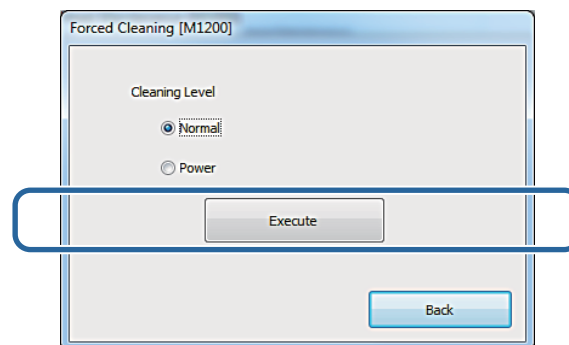 Forced Cleaning [M1200]
Cleaning Level
Normal
Power
Execute
Back